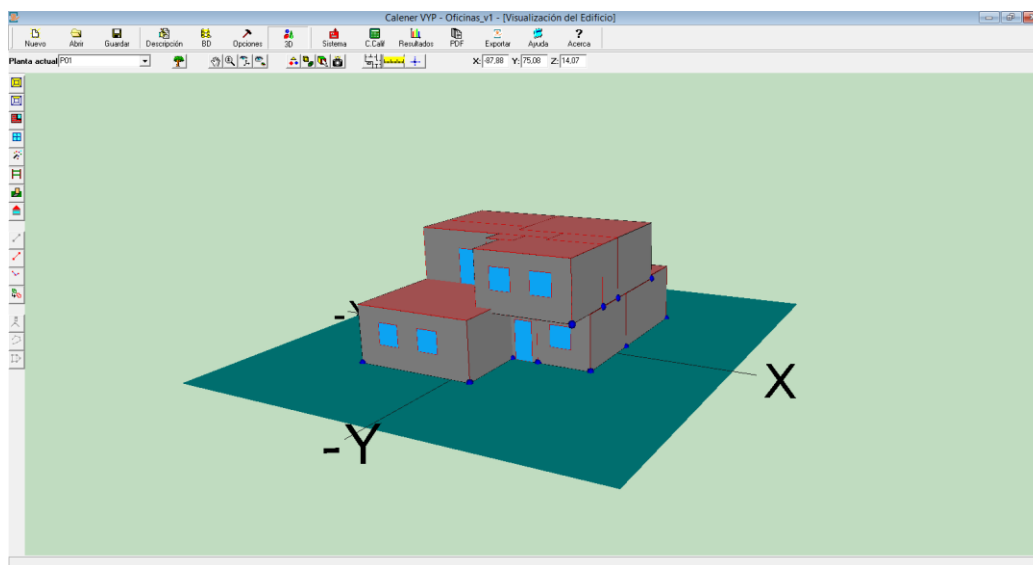 Calener VYP - Oficinas_v1 - [Visualización del Edificio]
Nuevo Abrir Guardar Descripción BD Opciones 3D Sistema C.Calif Resultados PDF Exportar Ayuda Acerca
Planta actual P01 X: -87,88 Y: 75,08 Z: 14,07
X
-Y